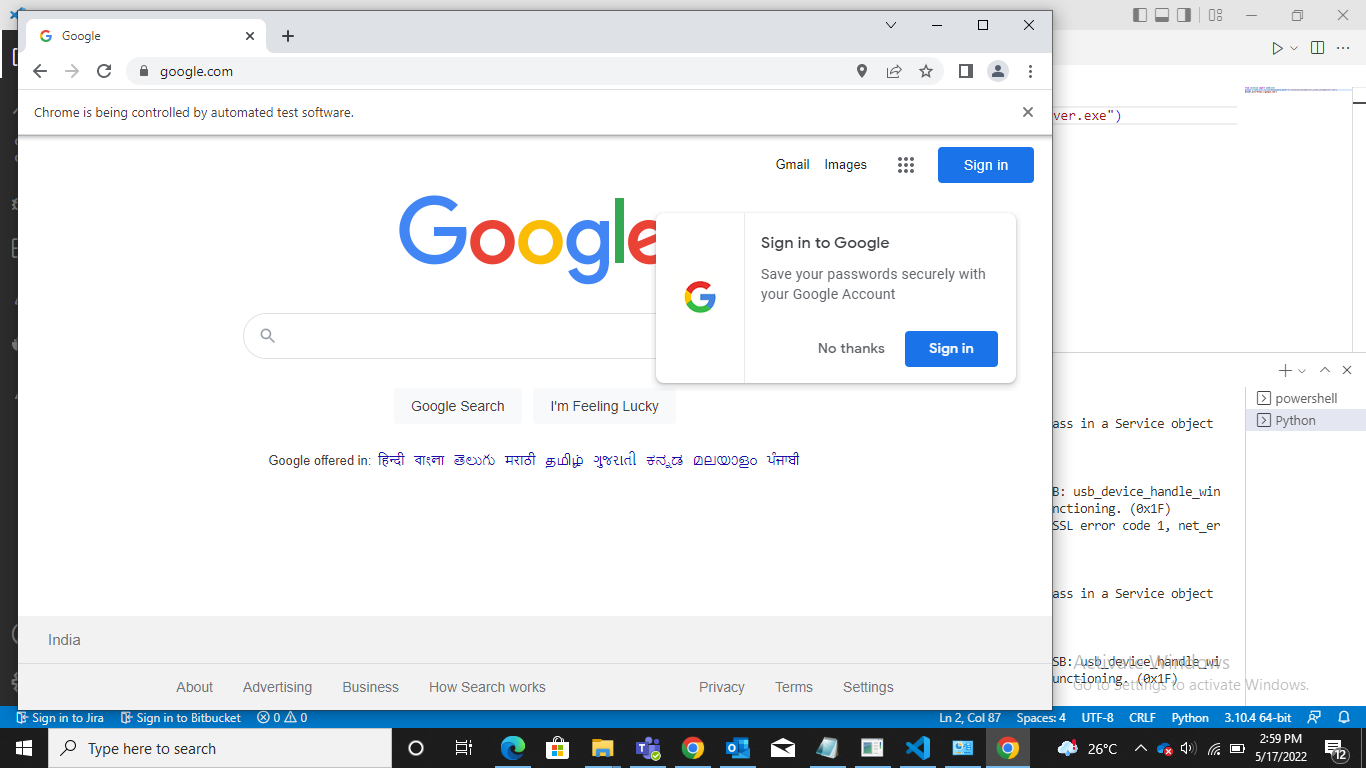 Google
google.com
Chrome is being controlled by automated test software.
Gmail Images Sign in
Google
Sign in to Google
Save your passwords securely with
your Google Account
No thanks Sign in
Google Search I'm Feeling Lucky
Google offered in: हिन्दी বাংলা తెలుగు मराठी தமிழ் ગુજરાતી ಕನ್ನಡ മലയാളം ਪੰਜਾਬੀ
India
About Advertising Business How Search works Privacy Terms Settings
ver.exe")
powershell
Python
ass in a Service object
B: usb_device_handle_win
nctioning. (0x1F)
SSL error code 1, net_er
ass in a Service object
SB: usb_device_handle_wi
unctioning. (0x1F)
Activate Windows
Go to Settings to activate Windows.
Sign in to Jira Sign in to Bitbucket 0 0 Ln 2, Col 87 Spaces: 4 UTF-8 CRLF Python 3.10.4 64-bit
Type here to search 26°C 2:59 PM
5/17/2022 12